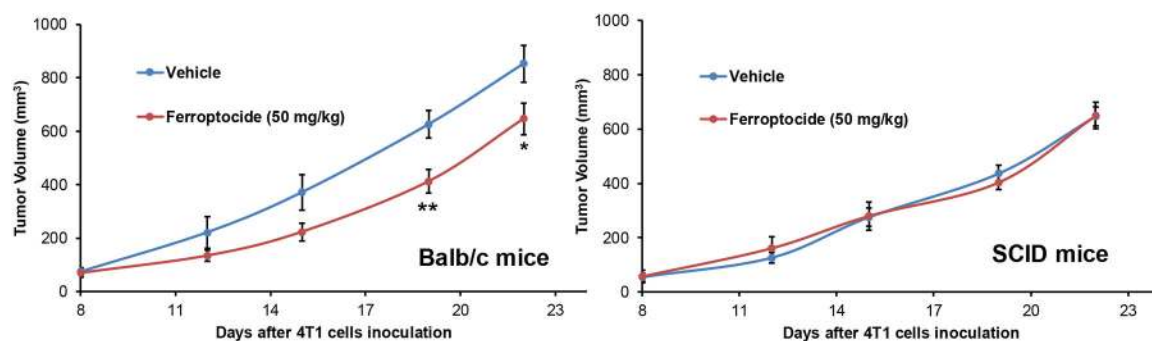 1000
800
600
400
200
0
Tumor Volume (mm³)
Vehicle
Ferroptocide (50 mg/kg)
**
*
Balb/c mice
8 11 14 17 20 23
Days after 4T1 cells inoculation
1000
800
600
400
200
0
Tumor Volume (mm³)
Vehicle
Ferroptocide (50 mg/kg)
SCID mice
8 11 14 17 20 23
Days after 4T1 cells inoculation